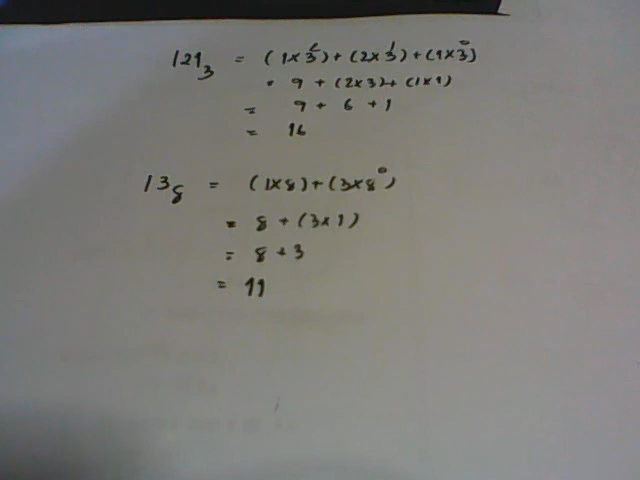 121₃ = (1×3²)+(2×3¹)+(1×3⁰)
= 9 + (2×3)+(1×1)
= 9 + 6 + 1
= 16
13₈ = (1×8)+(3×8⁰)
= 8 + (3×1)
= 8+3
= 11